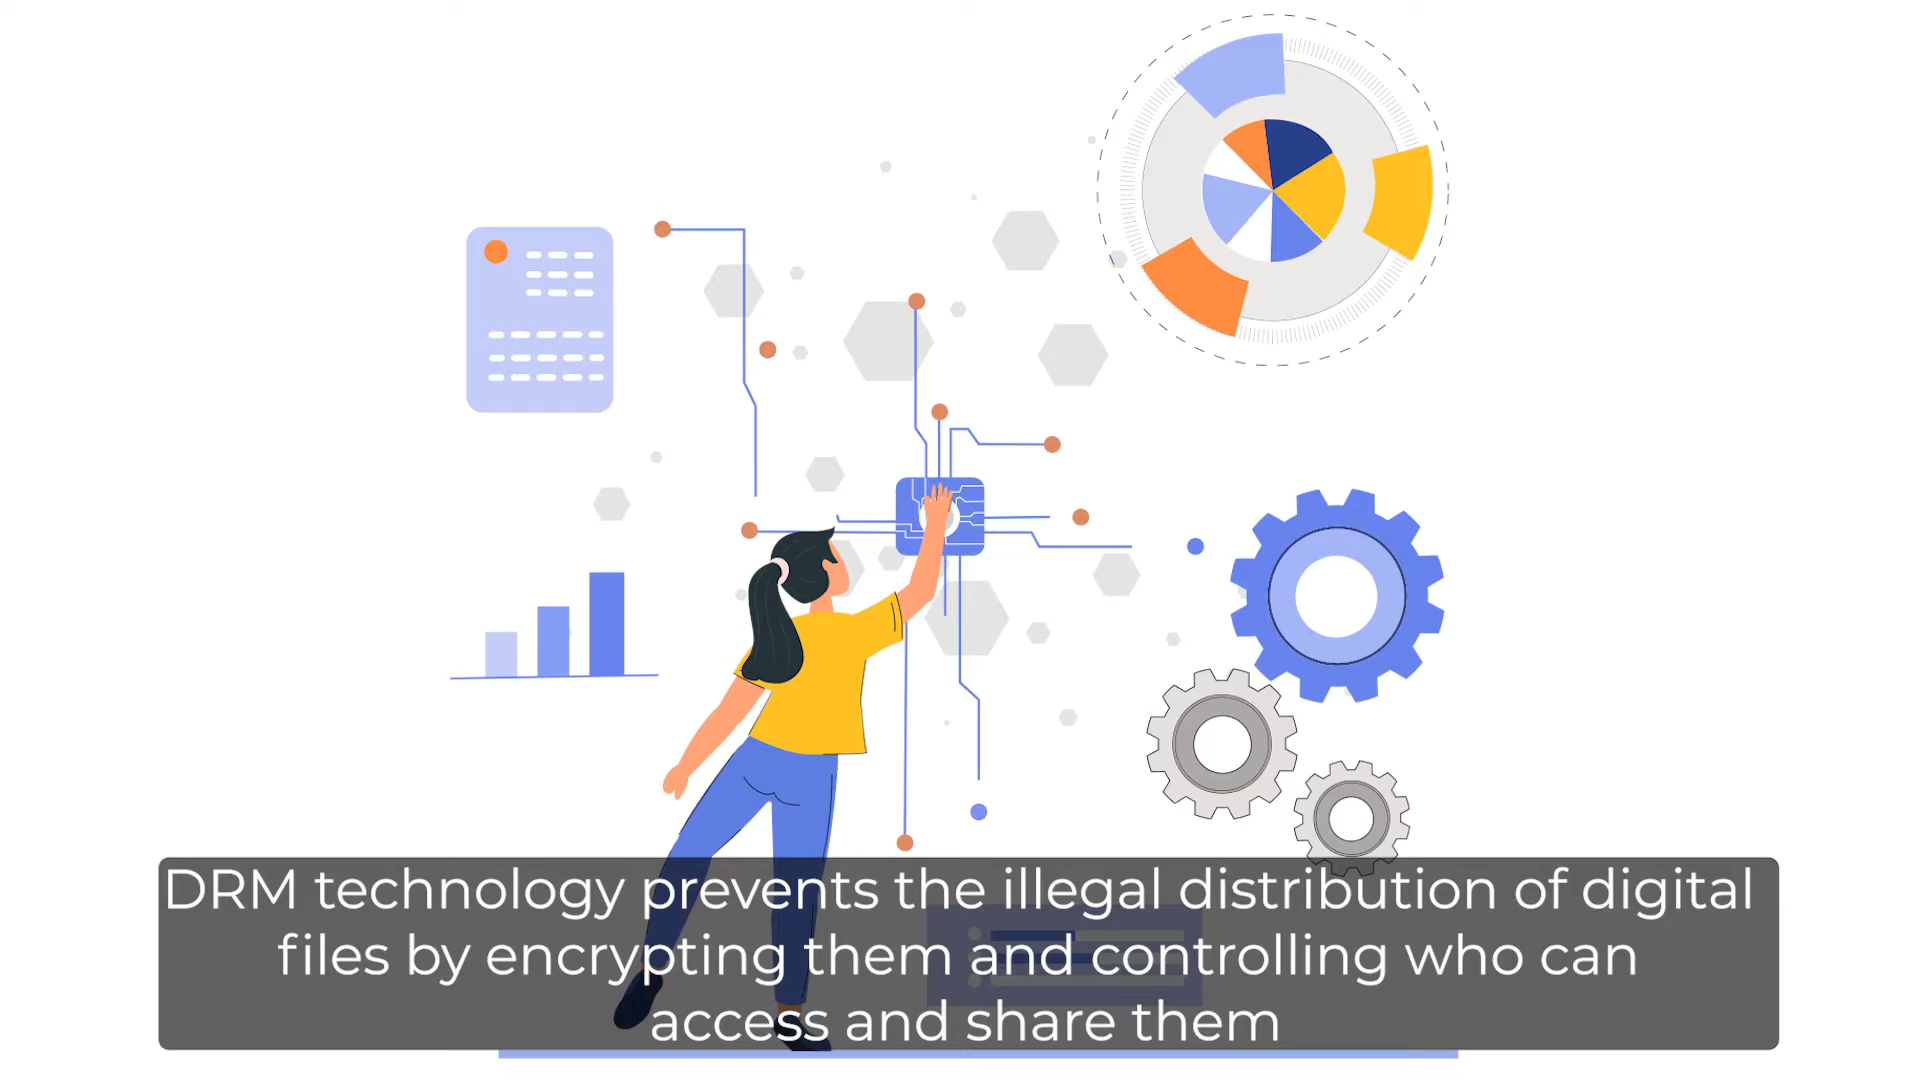 DRM technology prevents the illegal distribution of digital
files by encrypting them and controlling who can
access and share them